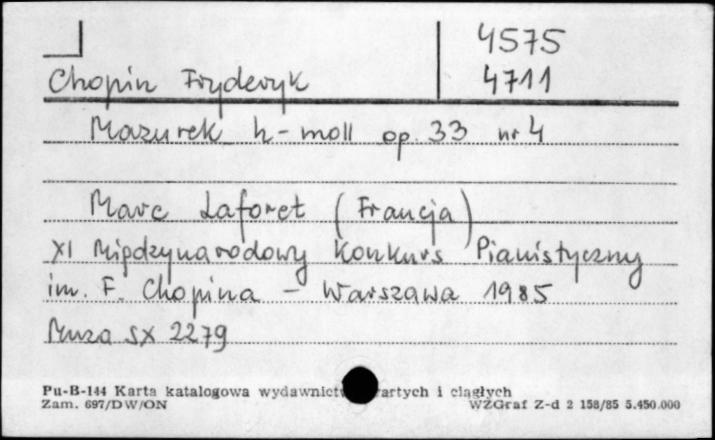 4575
Chopin Fryderyk 4711
Mazurek h-moll op. 33 nr 4
Marc Laforet (Francja)
XI Międzynarodowy Konkurs Pianistyczny
im. F. Chopina - Warszawa 1985
Muza SX 2279
Pu-B-144 Karta katalogowa wydawnict artych i ciągłych
Zam. 697/DW/ON WZGraf Z-d 2 158/85 5.450.000